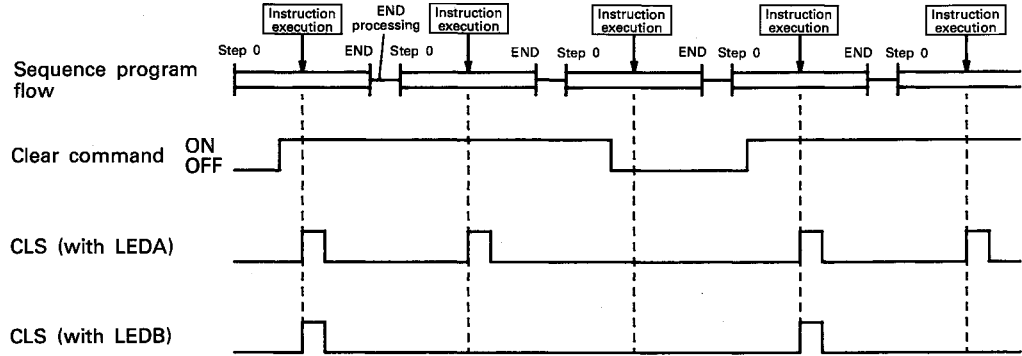 Instruction execution
END processing
Instruction execution
Instruction execution
Instruction execution
Instruction execution
Step 0 END Step 0 END Step 0 END Step 0 END Step 0
Sequence program flow
Clear command ON
OFF
CLS (with LEDA)
CLS (with LEDB)